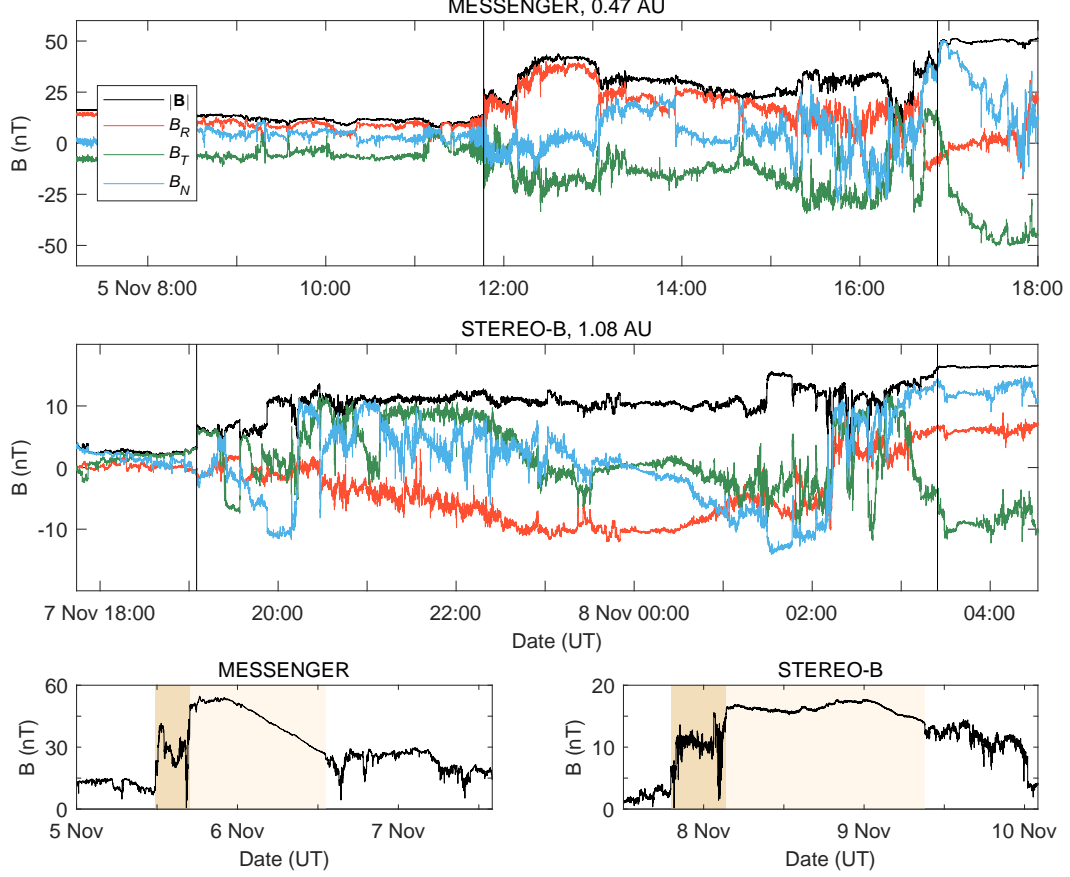 MESSENGER, 0.47 AU
50
25
0
-25
-50
B (nT)
|B|
B_R
B_T
B_N
5 Nov 8:00
10:00
12:00
14:00
16:00
18:00
STEREO-B, 1.08 AU
10
0
-10
B (nT)
7 Nov 18:00
20:00
22:00
8 Nov 00:00
02:00
04:00
Date (UT)
MESSENGER
60
30
0
B (nT)
5 Nov
6 Nov
7 Nov
Date (UT)
STEREO-B
20
10
0
B (nT)
8 Nov
9 Nov
10 Nov
Date (UT)